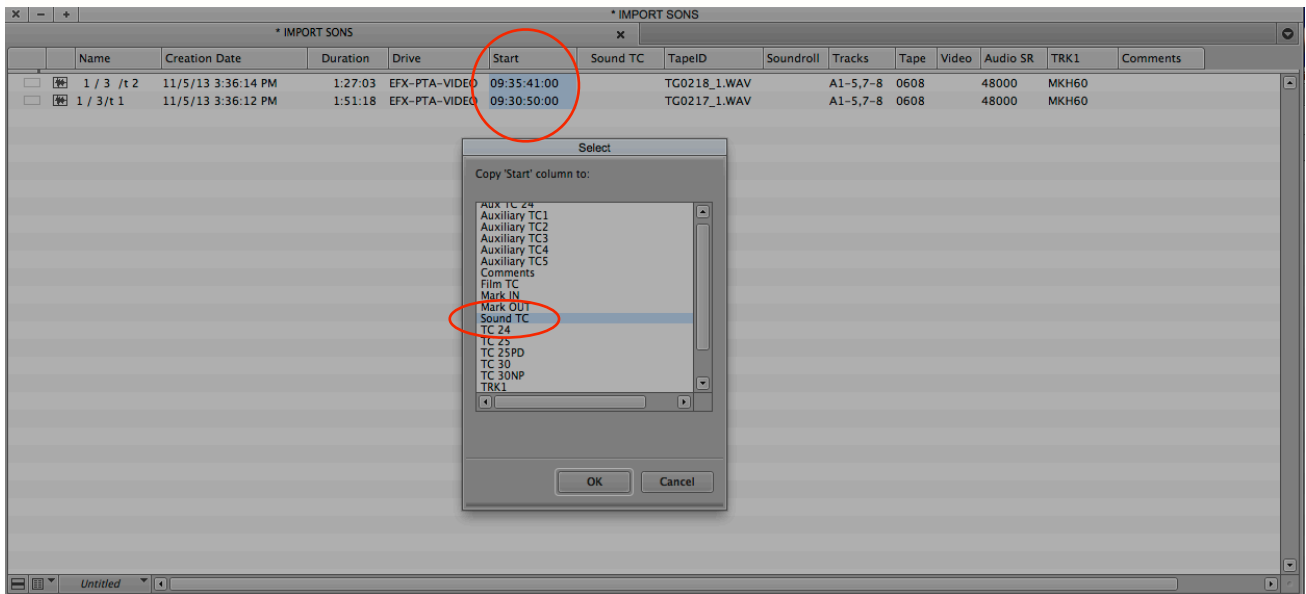 * IMPORT SONS
* IMPORT SONS
Name Creation Date Duration Drive Start Sound TC TapeID Soundroll Tracks Tape Video Audio SR TRK1 Comments
1 / 3 /t 2 11/5/13 3:36:14 PM 1:27:03 EFX-PTA-VIDEO 09:35:41:00 TG0218_1.WAV A1-5,7-8 0608 48000 MKH60
1 / 3/t 1 11/5/13 3:36:12 PM 1:51:18 EFX-PTA-VIDEO 09:30:50:00 TG0217_1.WAV A1-5,7-8 0608 48000 MKH60
Select
Copy 'Start' column to:
Aux TC 24
Auxiliary TC1
Auxiliary TC2
Auxiliary TC3
Auxiliary TC4
Auxiliary TC5
Comments
Film TC
Mark IN
Mark OUT
Sound TC
TC 24
TC 25
TC 25PD
TC 30
TC 30NP
TRK1
OK Cancel
Untitled